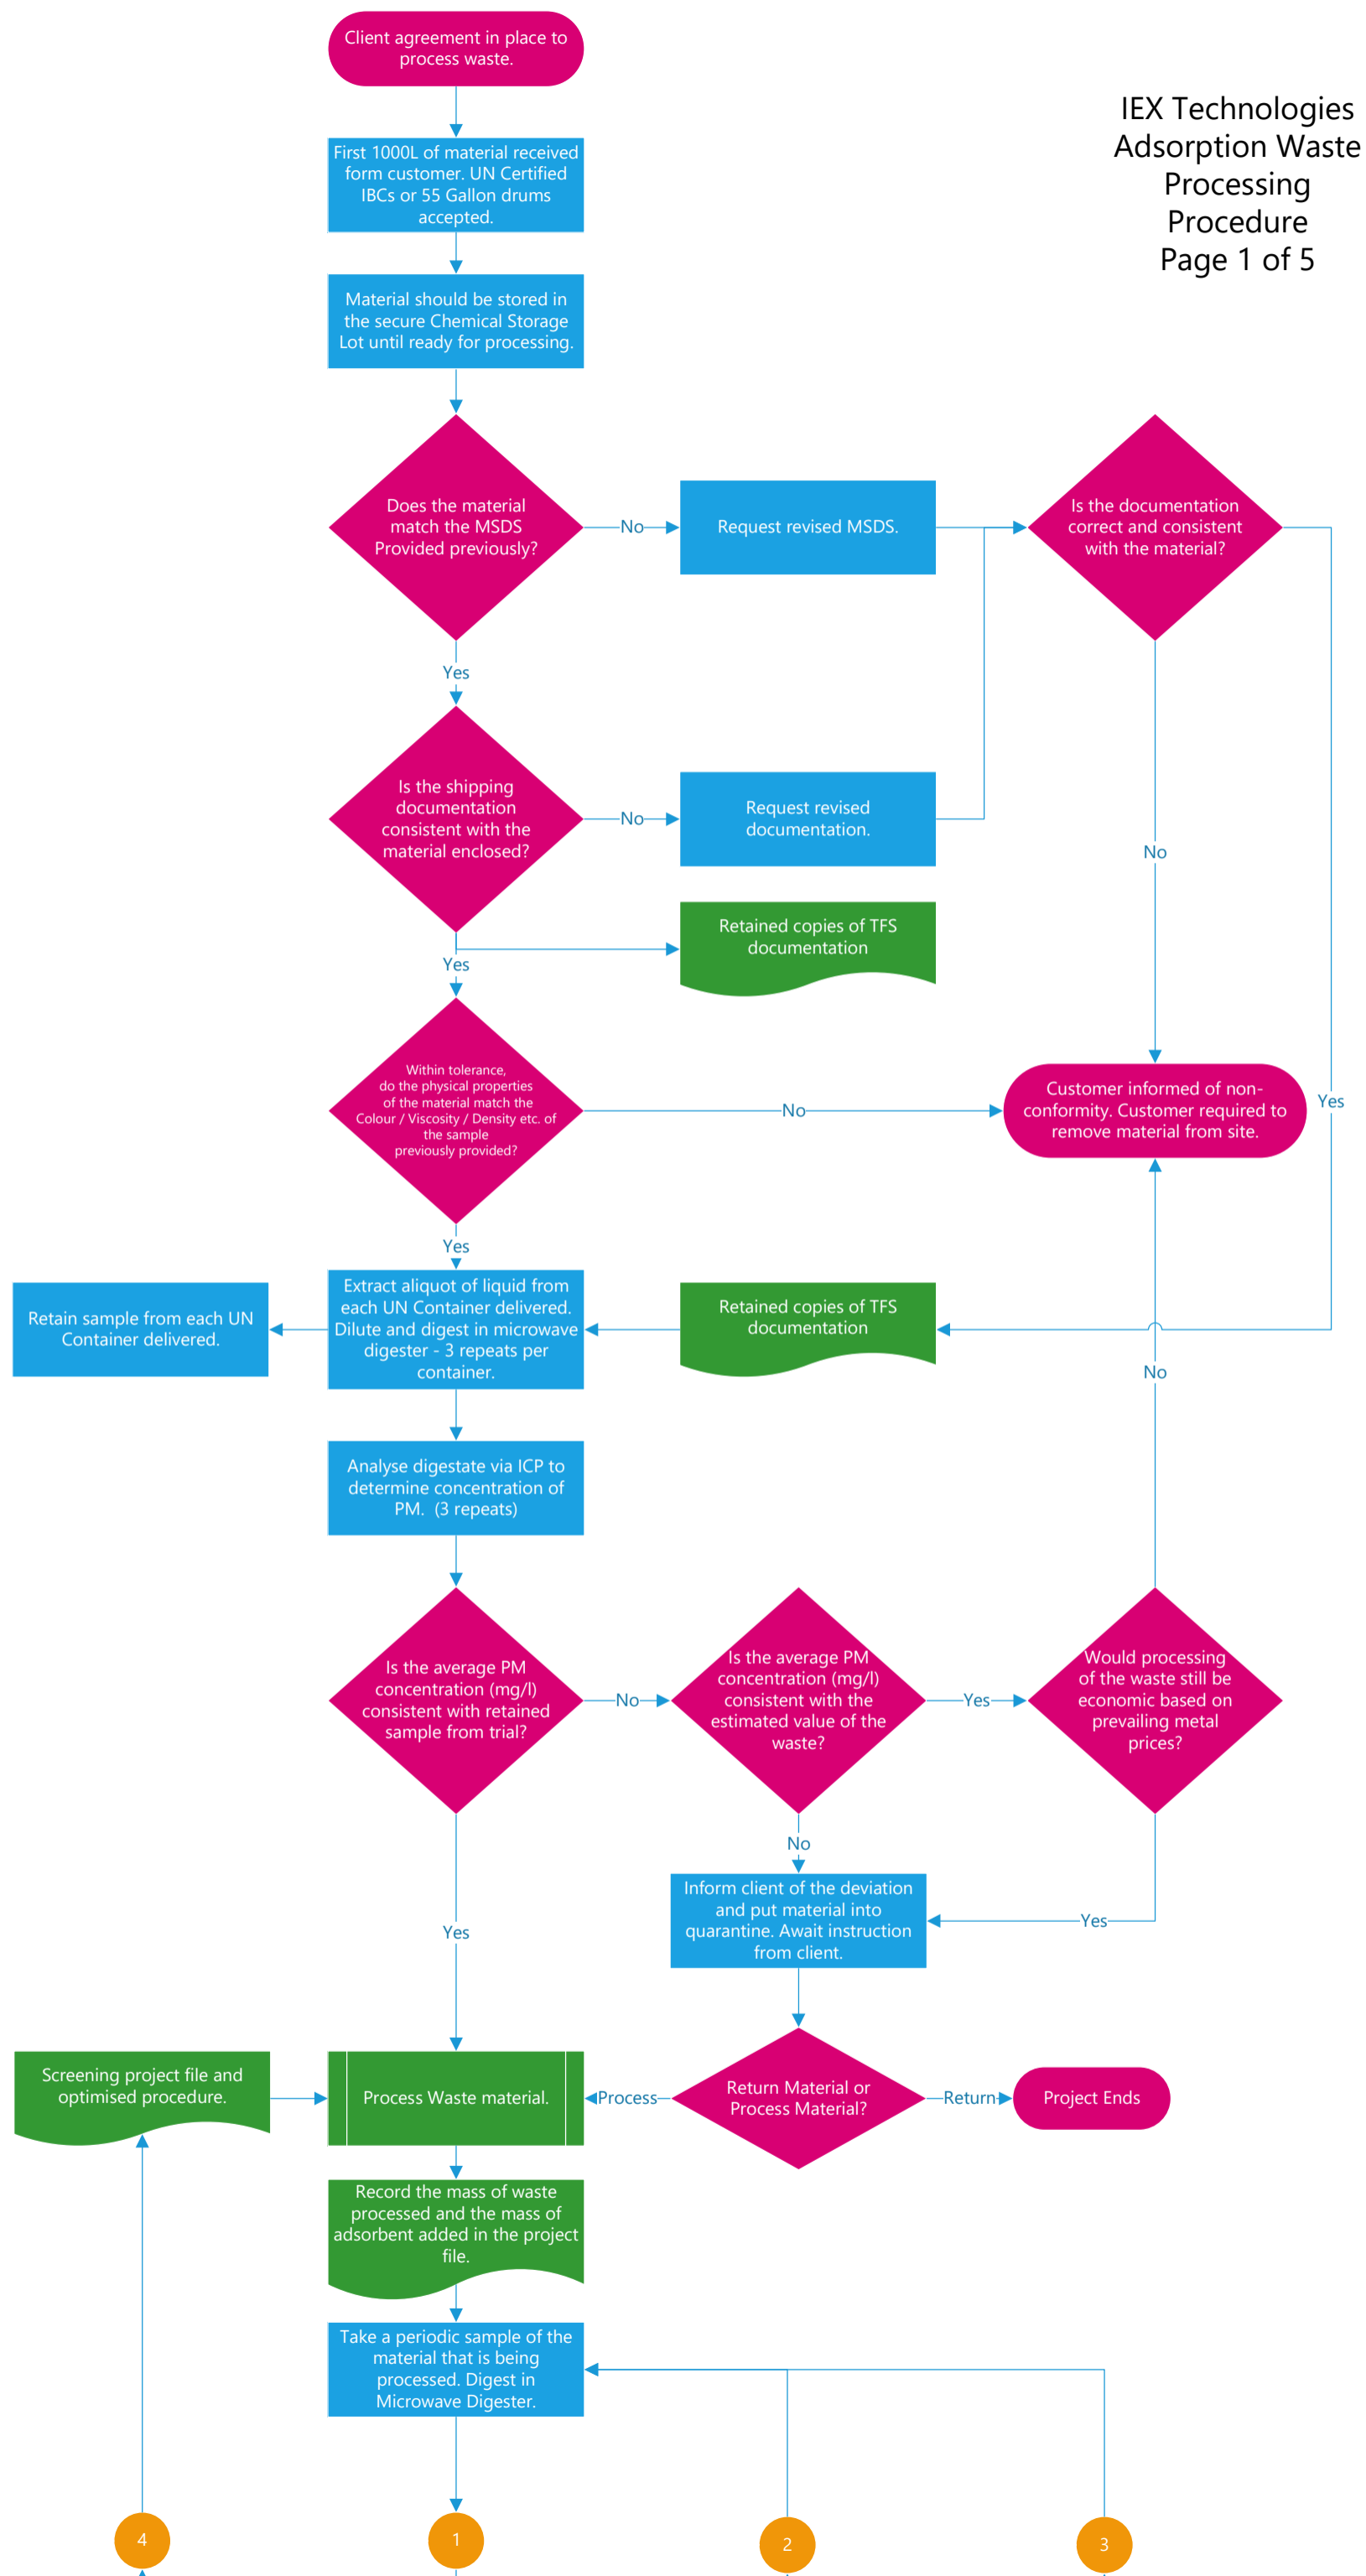 Client agreement in place to
process waste.
IEX Technologies
Adsorption Waste
Processing
Procedure
Page 1 of 5
First 1000L of material received
form customer. UN Certified
IBCs or 55 Gallon drums
accepted.
Material should be stored in
the secure Chemical Storage
Lot until ready for processing.
Does the material
match the MSDS
Provided previously?
No
Request revised MSDS.
Is the documentation
correct and consistent
with the material?
Yes
Is the shipping
documentation
consistent with the
material enclosed?
No
Request revised
documentation.
No
Retained copies of TFS
documentation
Yes
Within tolerance,
do the physical properties
of the material match the
Colour / Viscosity / Density etc. of
the sample
previously provided?
No
Customer informed of non-
conformity. Customer required to
remove material from site.
Yes
Yes
Retain sample from each UN
Container delivered.
Extract aliquot of liquid from
each UN Container delivered.
Dilute and digest in microwave
digester - 3 repeats per
container.
Retained copies of TFS
documentation
No
Analyse digestate via ICP to
determine concentration of
PM. (3 repeats)
Is the average PM
concentration (mg/l)
consistent with retained
sample from trial?
No
Is the average PM
concentration (mg/l)
consistent with the
estimated value of the
waste?
Yes
Would processing
of the waste still be
economic based on
prevailing metal
prices?
No
Yes
Inform client of the deviation
and put material into
quarantine. Await instruction
from client.
Yes
Screening project file and
optimised procedure.
Process Waste material.
Process
Return Material or
Process Material?
Return
Project Ends
Record the mass of waste
processed and the mass of
adsorbent added in the project
file.
Take a periodic sample of the
material that is being
processed. Digest in
Microwave Digester.
4
1
2
3